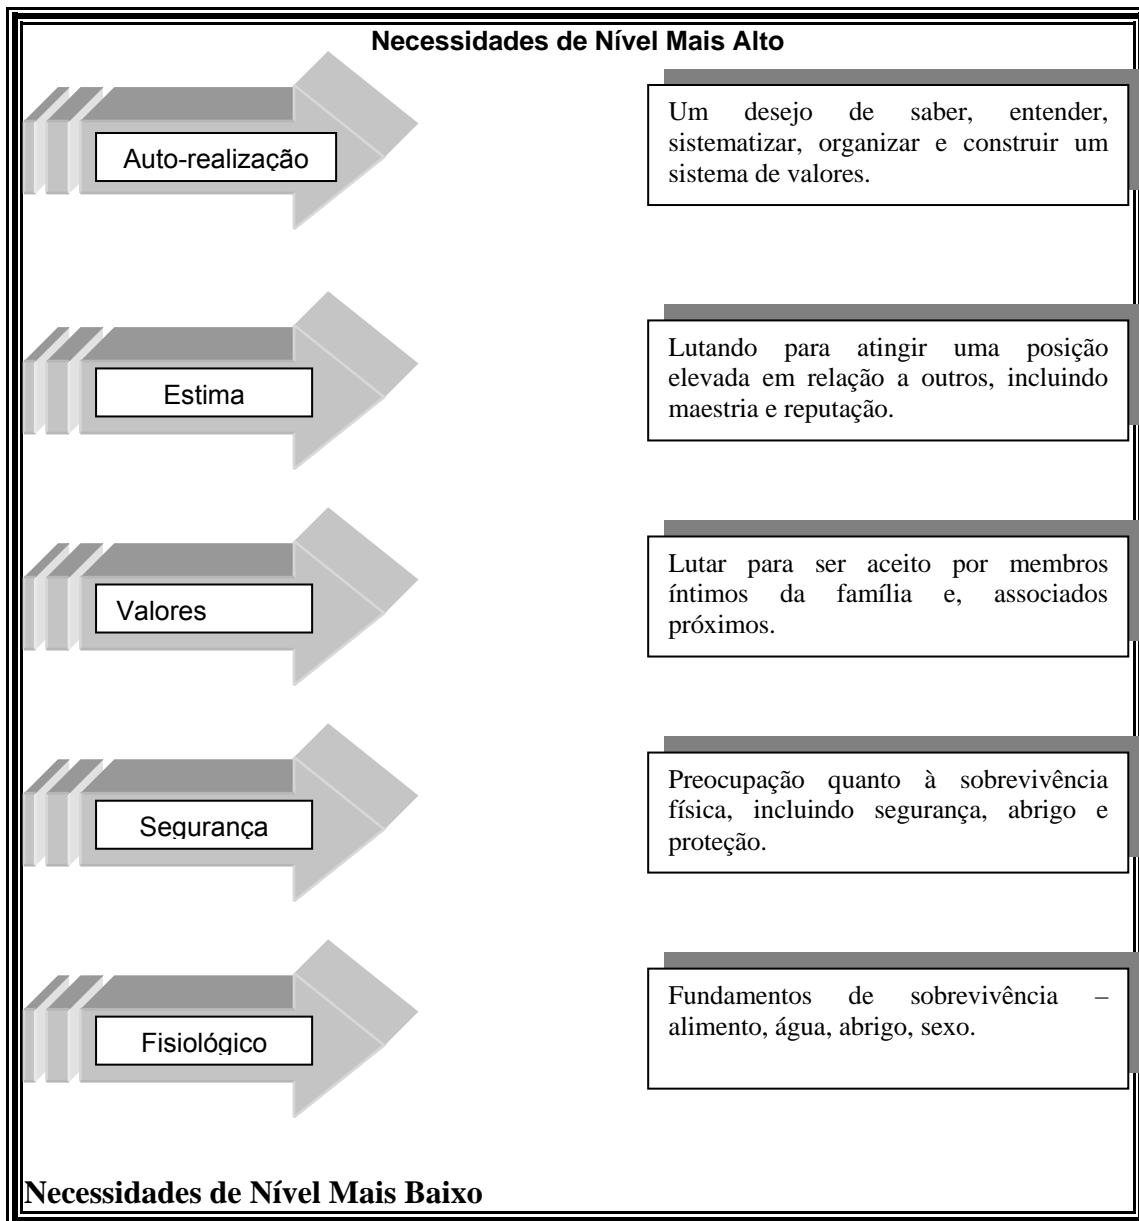 Necessidades de Nível Mais Alto
Auto-realização
Um desejo de saber, entender,
sistematizar, organizar e construir um
sistema de valores.
Estima
Lutando para atingir uma posição
elevada em relação a outros, incluindo
maestria e reputação.
Valores
Lutar para ser aceito por membros
íntimos da família e, associados
próximos.
Segurança
Preocupação quanto à sobrevivência
física, incluindo segurança, abrigo e
proteção.
Fisiológico
Fundamentos de sobrevivência –
alimento, água, abrigo, sexo.
Necessidades de Nível Mais Baixo